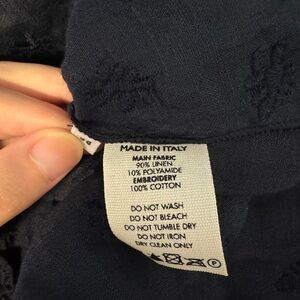 MADE IN ITALY
MAIN FABRIC
90% LINEN
10% POLYAMIDE
EMBROIDERY
100% COTTON
DO NOT WASH
DO NOT BLEACH
DO NOT TUMBLE DRY
DO NOT IRON
DRY CLEAN ONLY